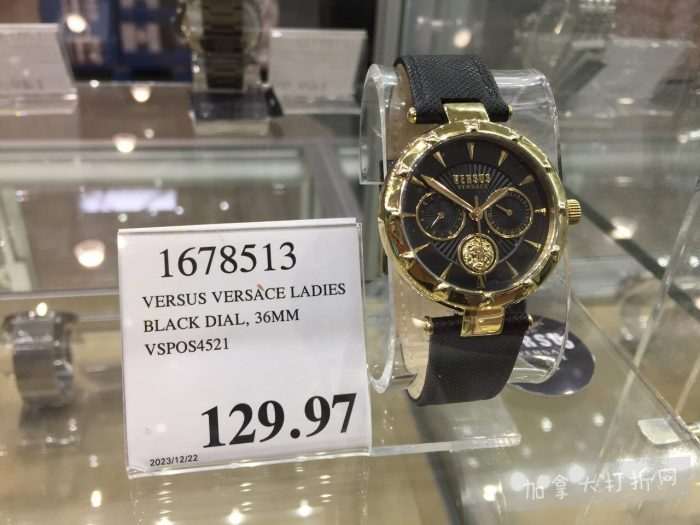 1678513
VERSUS VERSACE LADIES
BLACK DIAL, 36MM
VSPOS4521
129.97
2023/12/22
VERSUS
VERSACE
加拿大打折网